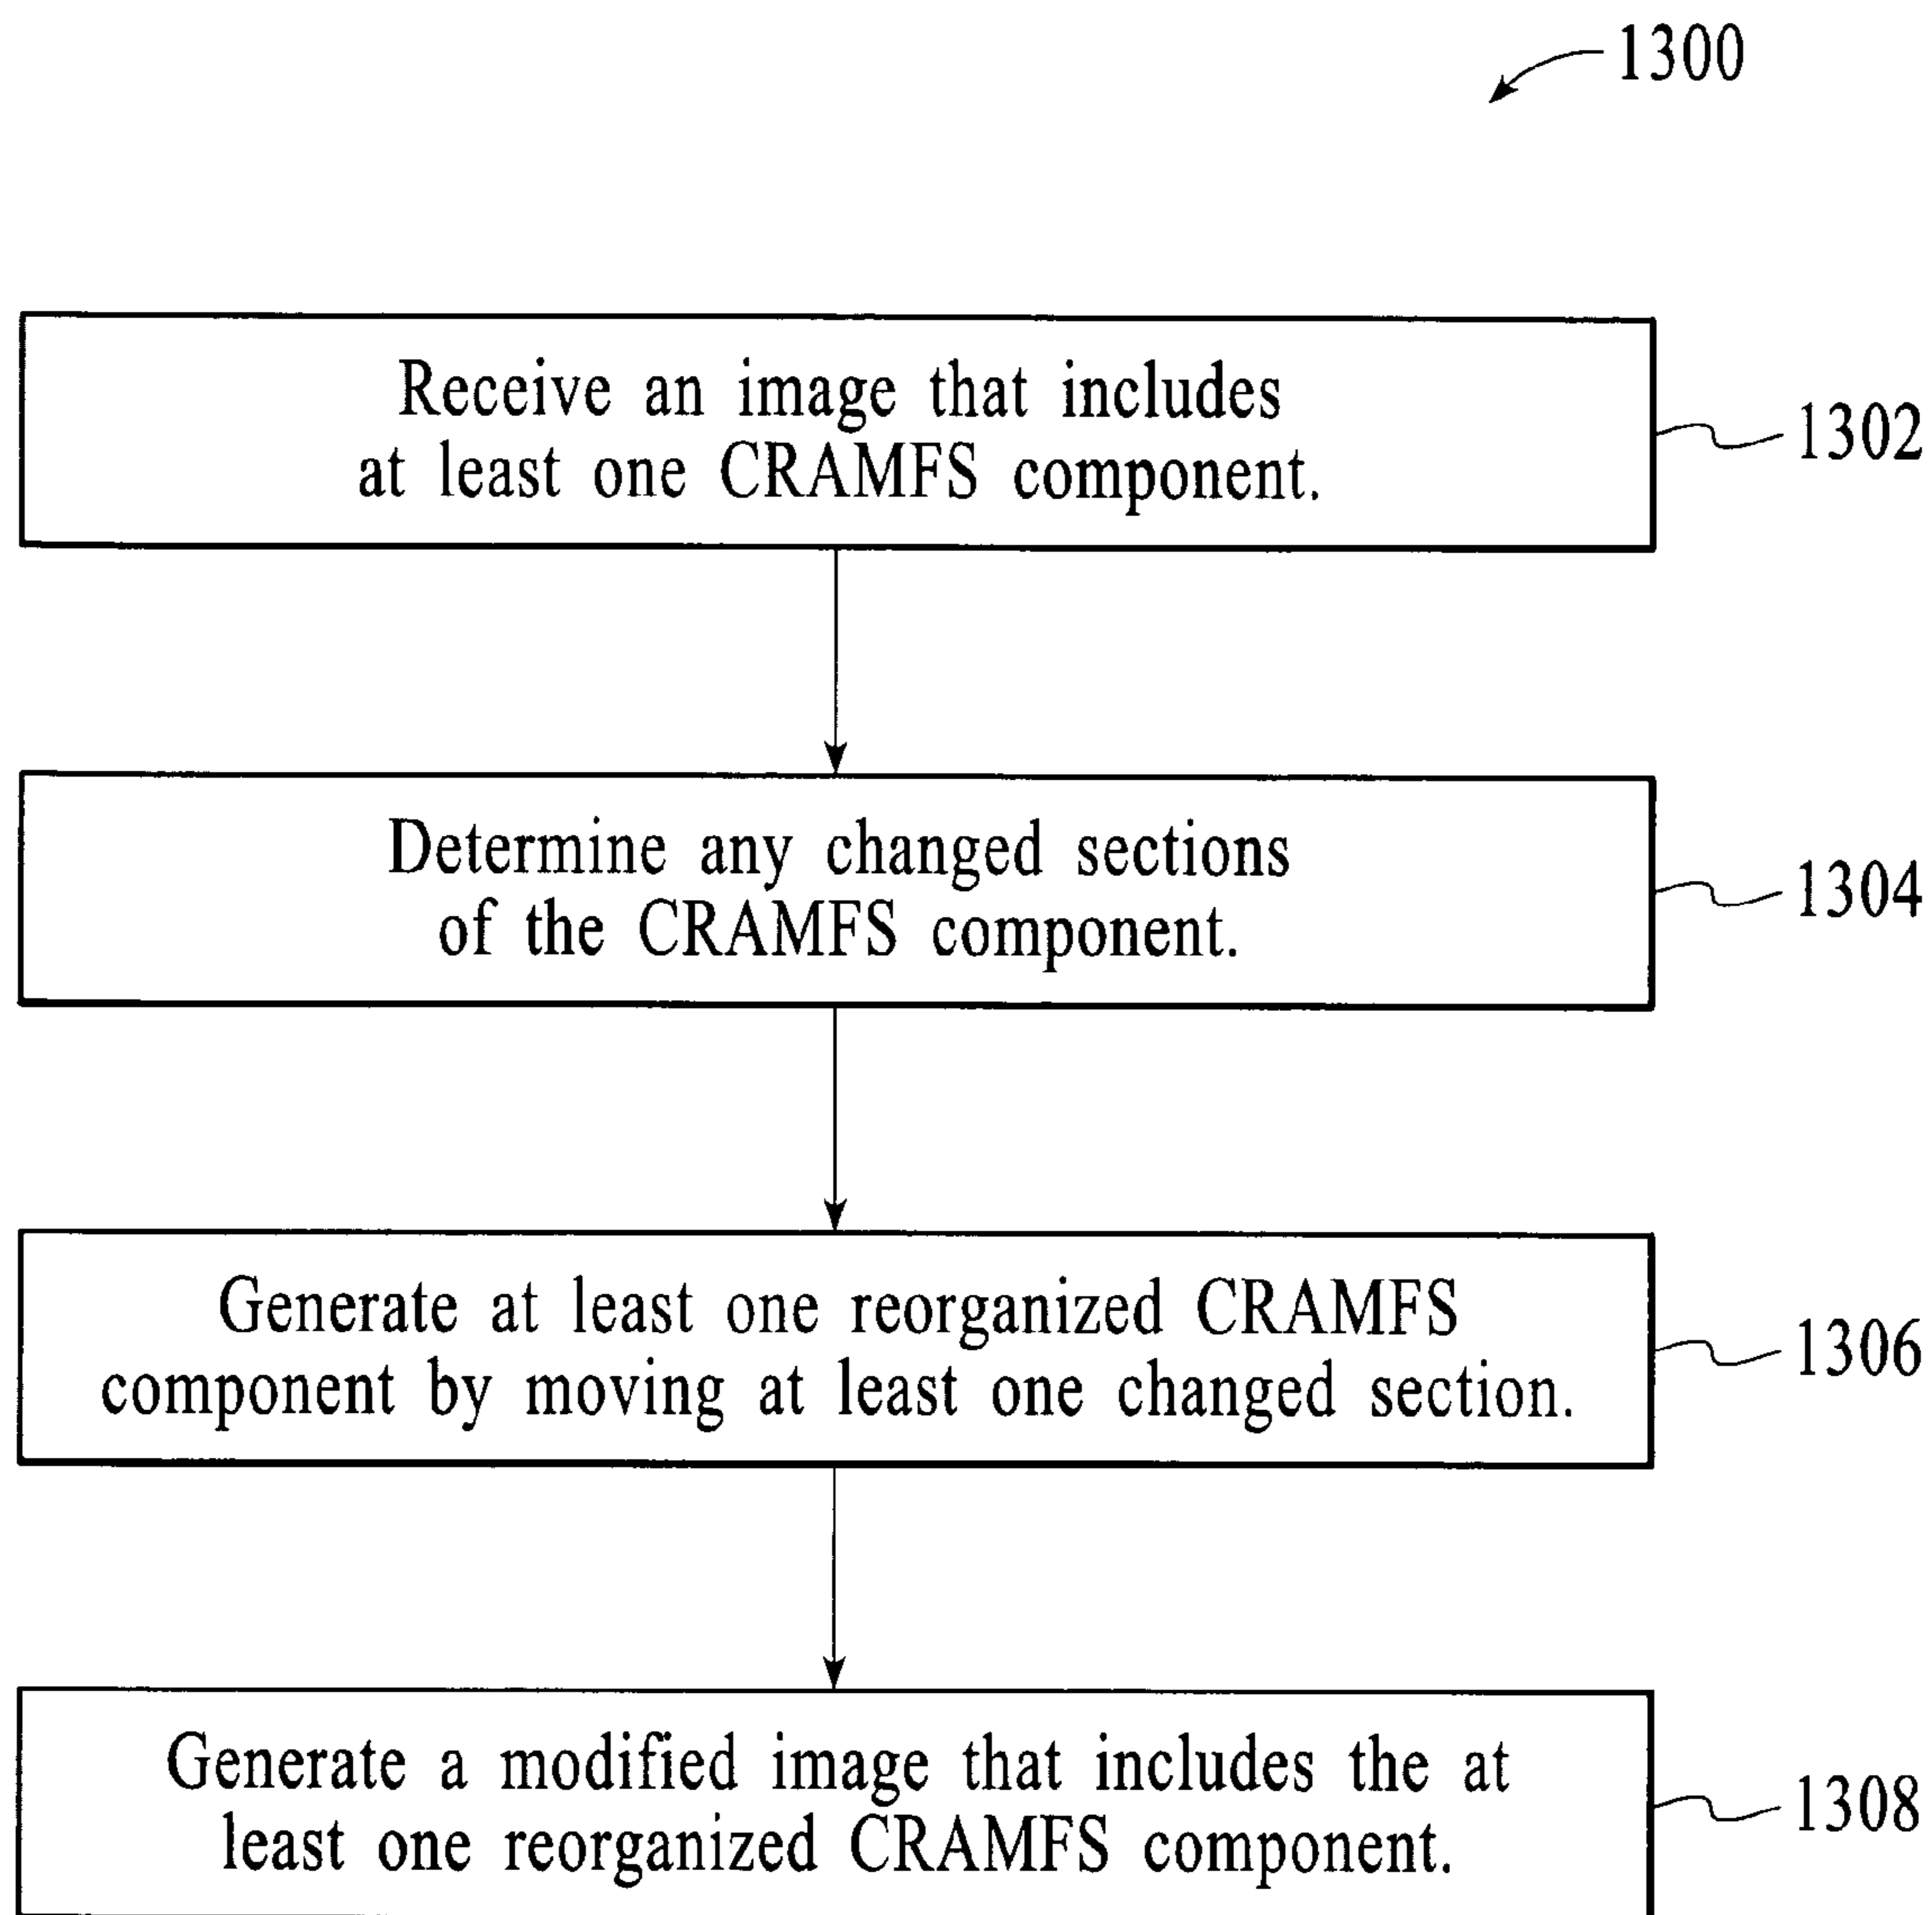 1300
Receive an image that includes
at least one CRAMFS component.
1302
Determine any changed sections
of the CRAMFS component.
1304
Generate at least one reorganized CRAMFS
component by moving at least one changed section.
1306
Generate a modified image that includes the at
least one reorganized CRAMFS component.
1308